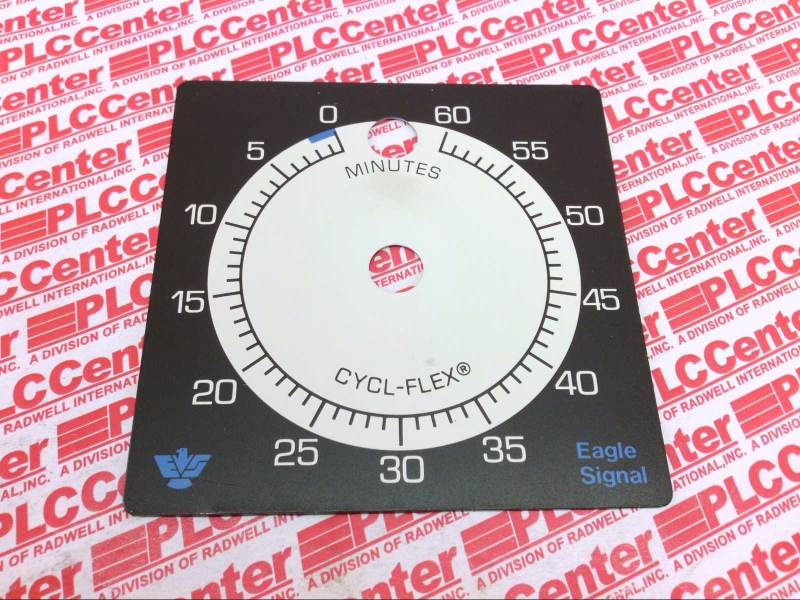 0
60
5
55
MINUTES
10
50
15
45
CYCL-FLEX®
20
40
25
35
30
Eagle
Signal
PLCCenter
A DIVISION OF RADWELL INTERNATIONAL,INC.